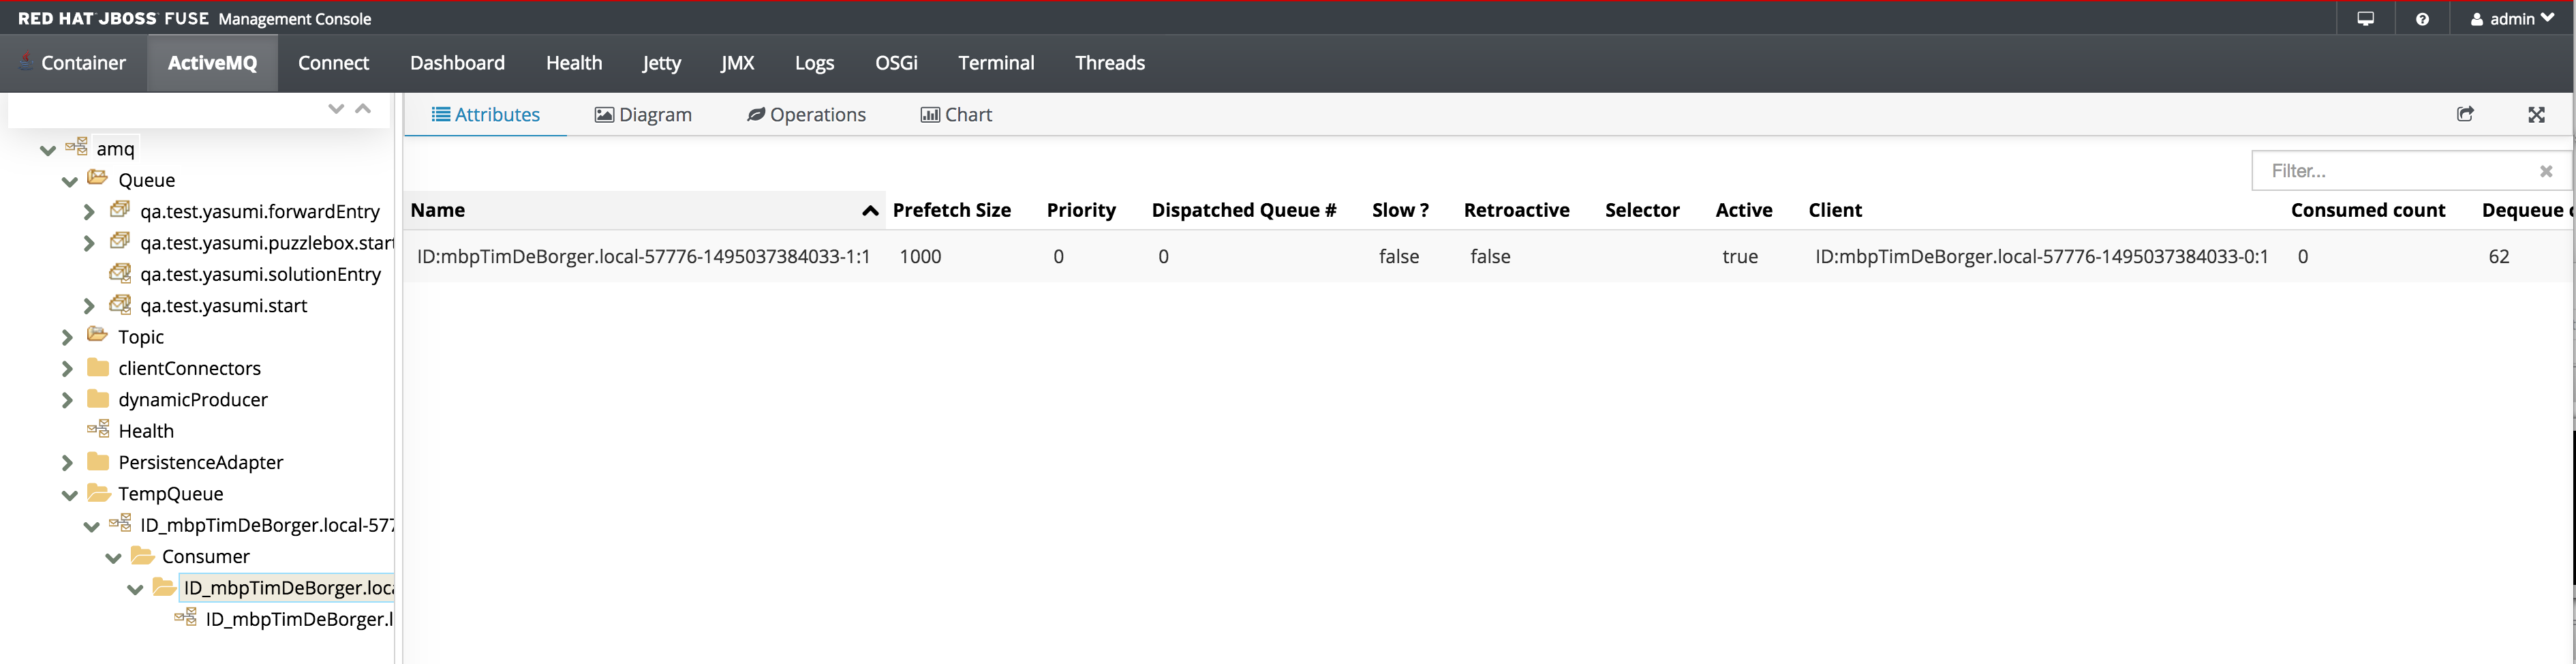 RED HAT JBOSS FUSE Management Console
admin
Container ActiveMQ Connect Dashboard Health Jetty JMX Logs OSGi Terminal Threads
Attributes Diagram Operations Chart
Filter...
amq
Queue
qa.test.yasumi.forwardEntry
qa.test.yasumi.puzzlebox.star
qa.test.yasumi.solutionEntry
qa.test.yasumi.start
Topic
clientConnectors
dynamicProducer
Health
PersistenceAdapter
TempQueue
ID_mbpTimDeBorger.local-577
Consumer
ID_mbpTimDeBorger.loca
ID_mbpTimDeBorger.l
Name Prefetch Size Priority Dispatched Queue # Slow ? Retroactive Selector Active Client Consumed count Dequeue c
ID:mbpTimDeBorger.local-57776-1495037384033-1:1 1000 0 0 false false true ID:mbpTimDeBorger.local-57776-1495037384033-0:1 0 62